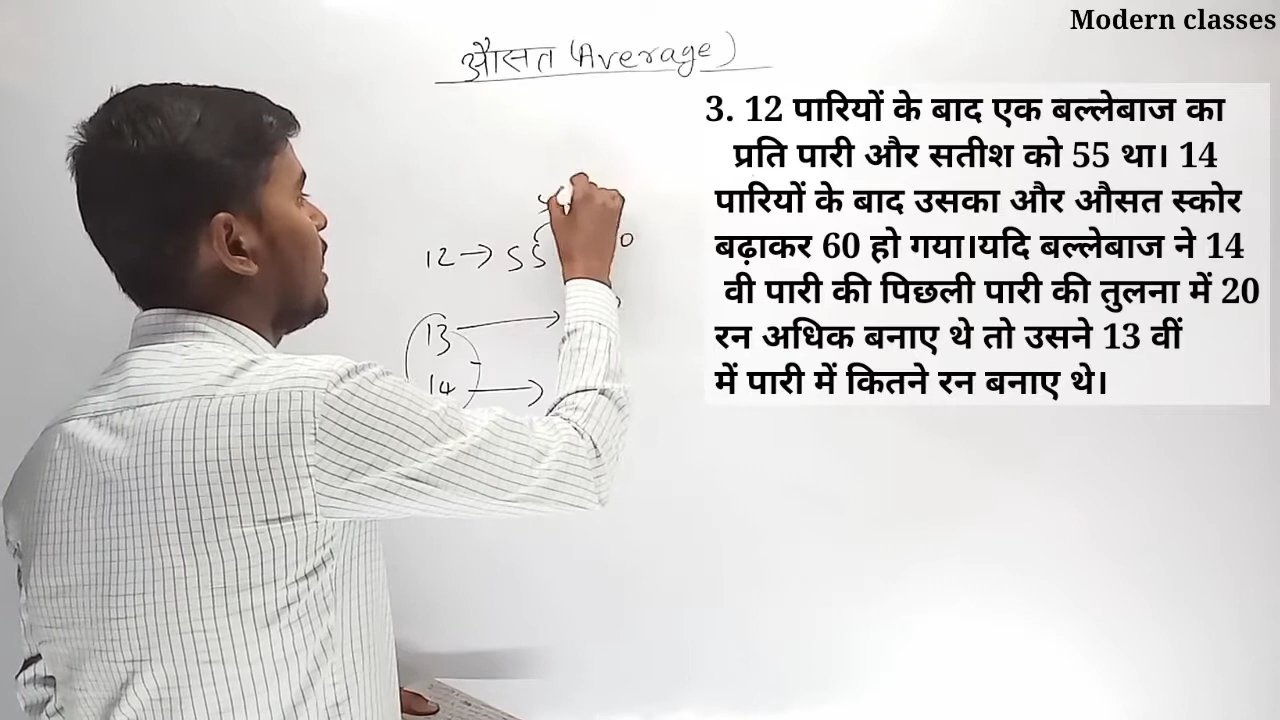 Modern classes
औसत (Average)
3. 12 पारियों के बाद एक बल्लेबाज का
प्रति पारी और सतीश को 55 था। 14
पारियों के बाद उसका और औसत स्कोर
बढ़ाकर 60 हो गया।यदि बल्लेबाज ने 14
वी पारी की पिछली पारी की तुलना में 20
रन अधिक बनाए थे तो उसने 13 वीं
में पारी में कितने रन बनाए थे।
12 → 55
13 →
14 →